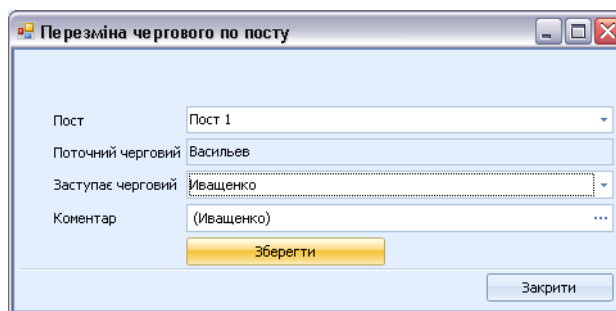 Перезміна чергового по посту
Пост Пост 1
Поточний черговий Васильев
Заступає черговий Иващенко
Коментар (Иващенко)
Зберегти
Закрити